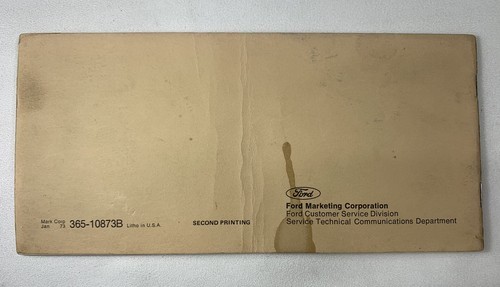 Ford
Ford Marketing Corporation
Ford Customer Service Division
Service Technical Communications Department
Mark Corp
Jan 73 365-10873B Litho in U.S.A. SECOND PRINTING